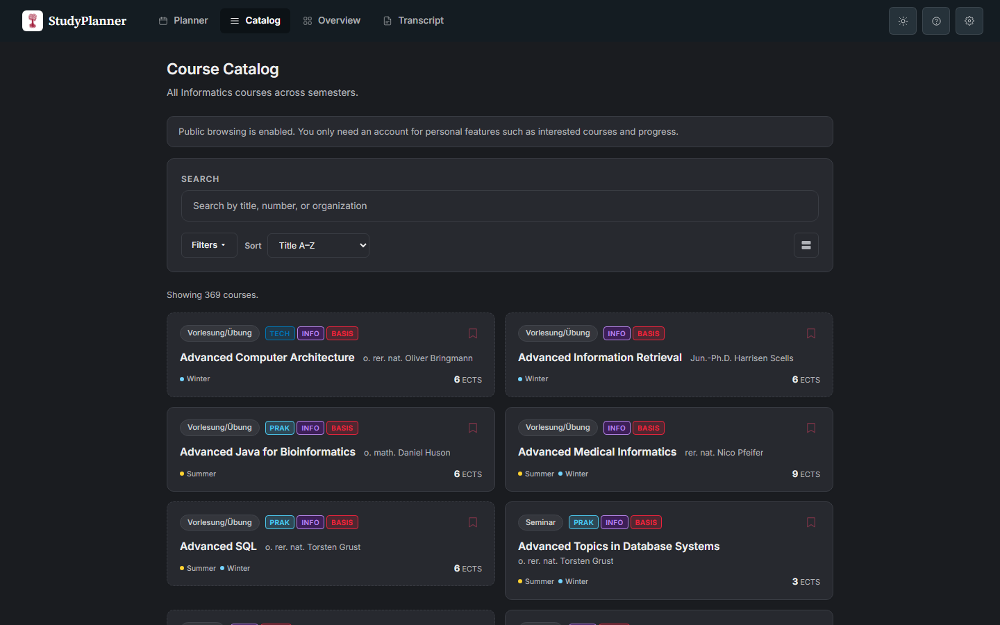 StudyPlanner
Planner
Catalog
Overview
Transcript
Course Catalog
All Informatics courses across semesters.
Public browsing is enabled. You only need an account for personal features such as interested courses and progress.
SEARCH
Search by title, number, or organization
Filters
Sort
Title A–Z
Showing 369 courses.
Vorlesung/Übung TECH INFO BASIS
Advanced Computer Architecture o. rer. nat. Oliver Bringmann
Winter 6 ECTS
Vorlesung/Übung INFO BASIS
Advanced Information Retrieval Jun.-Ph.D. Harrisen Scells
Winter 6 ECTS
Vorlesung/Übung PRAK INFO BASIS
Advanced Java for Bioinformatics o. math. Daniel Huson
Summer 6 ECTS
Vorlesung/Übung INFO BASIS
Advanced Medical Informatics rer. nat. Nico Pfeifer
Summer Winter 9 ECTS
Vorlesung/Übung PRAK INFO BASIS
Advanced SQL o. rer. nat. Torsten Grust
Summer Winter 6 ECTS
Seminar PRAK INFO BASIS
Advanced Topics in Database Systems
o. rer. nat. Torsten Grust
Summer Winter 3 ECTS